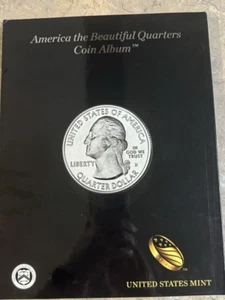 America the Beautiful Quarters
Coin Album™
UNITED STATES OF AMERICA
LIBERTY
IN
GOD WE
TRUST
QUARTER DOLLAR
UNITED STATES MINT